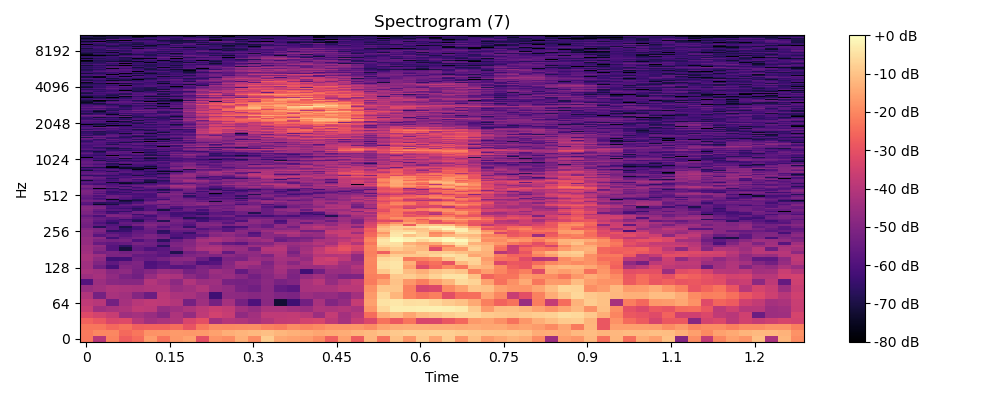 Spectrogram (7)
8192
4096
2048
1024
512
256
128
64
0
Hz
0 0.15 0.3 0.45 0.6 0.75 0.9 1.1 1.2
Time
+0 dB
-10 dB
-20 dB
-30 dB
-40 dB
-50 dB
-60 dB
-70 dB
-80 dB